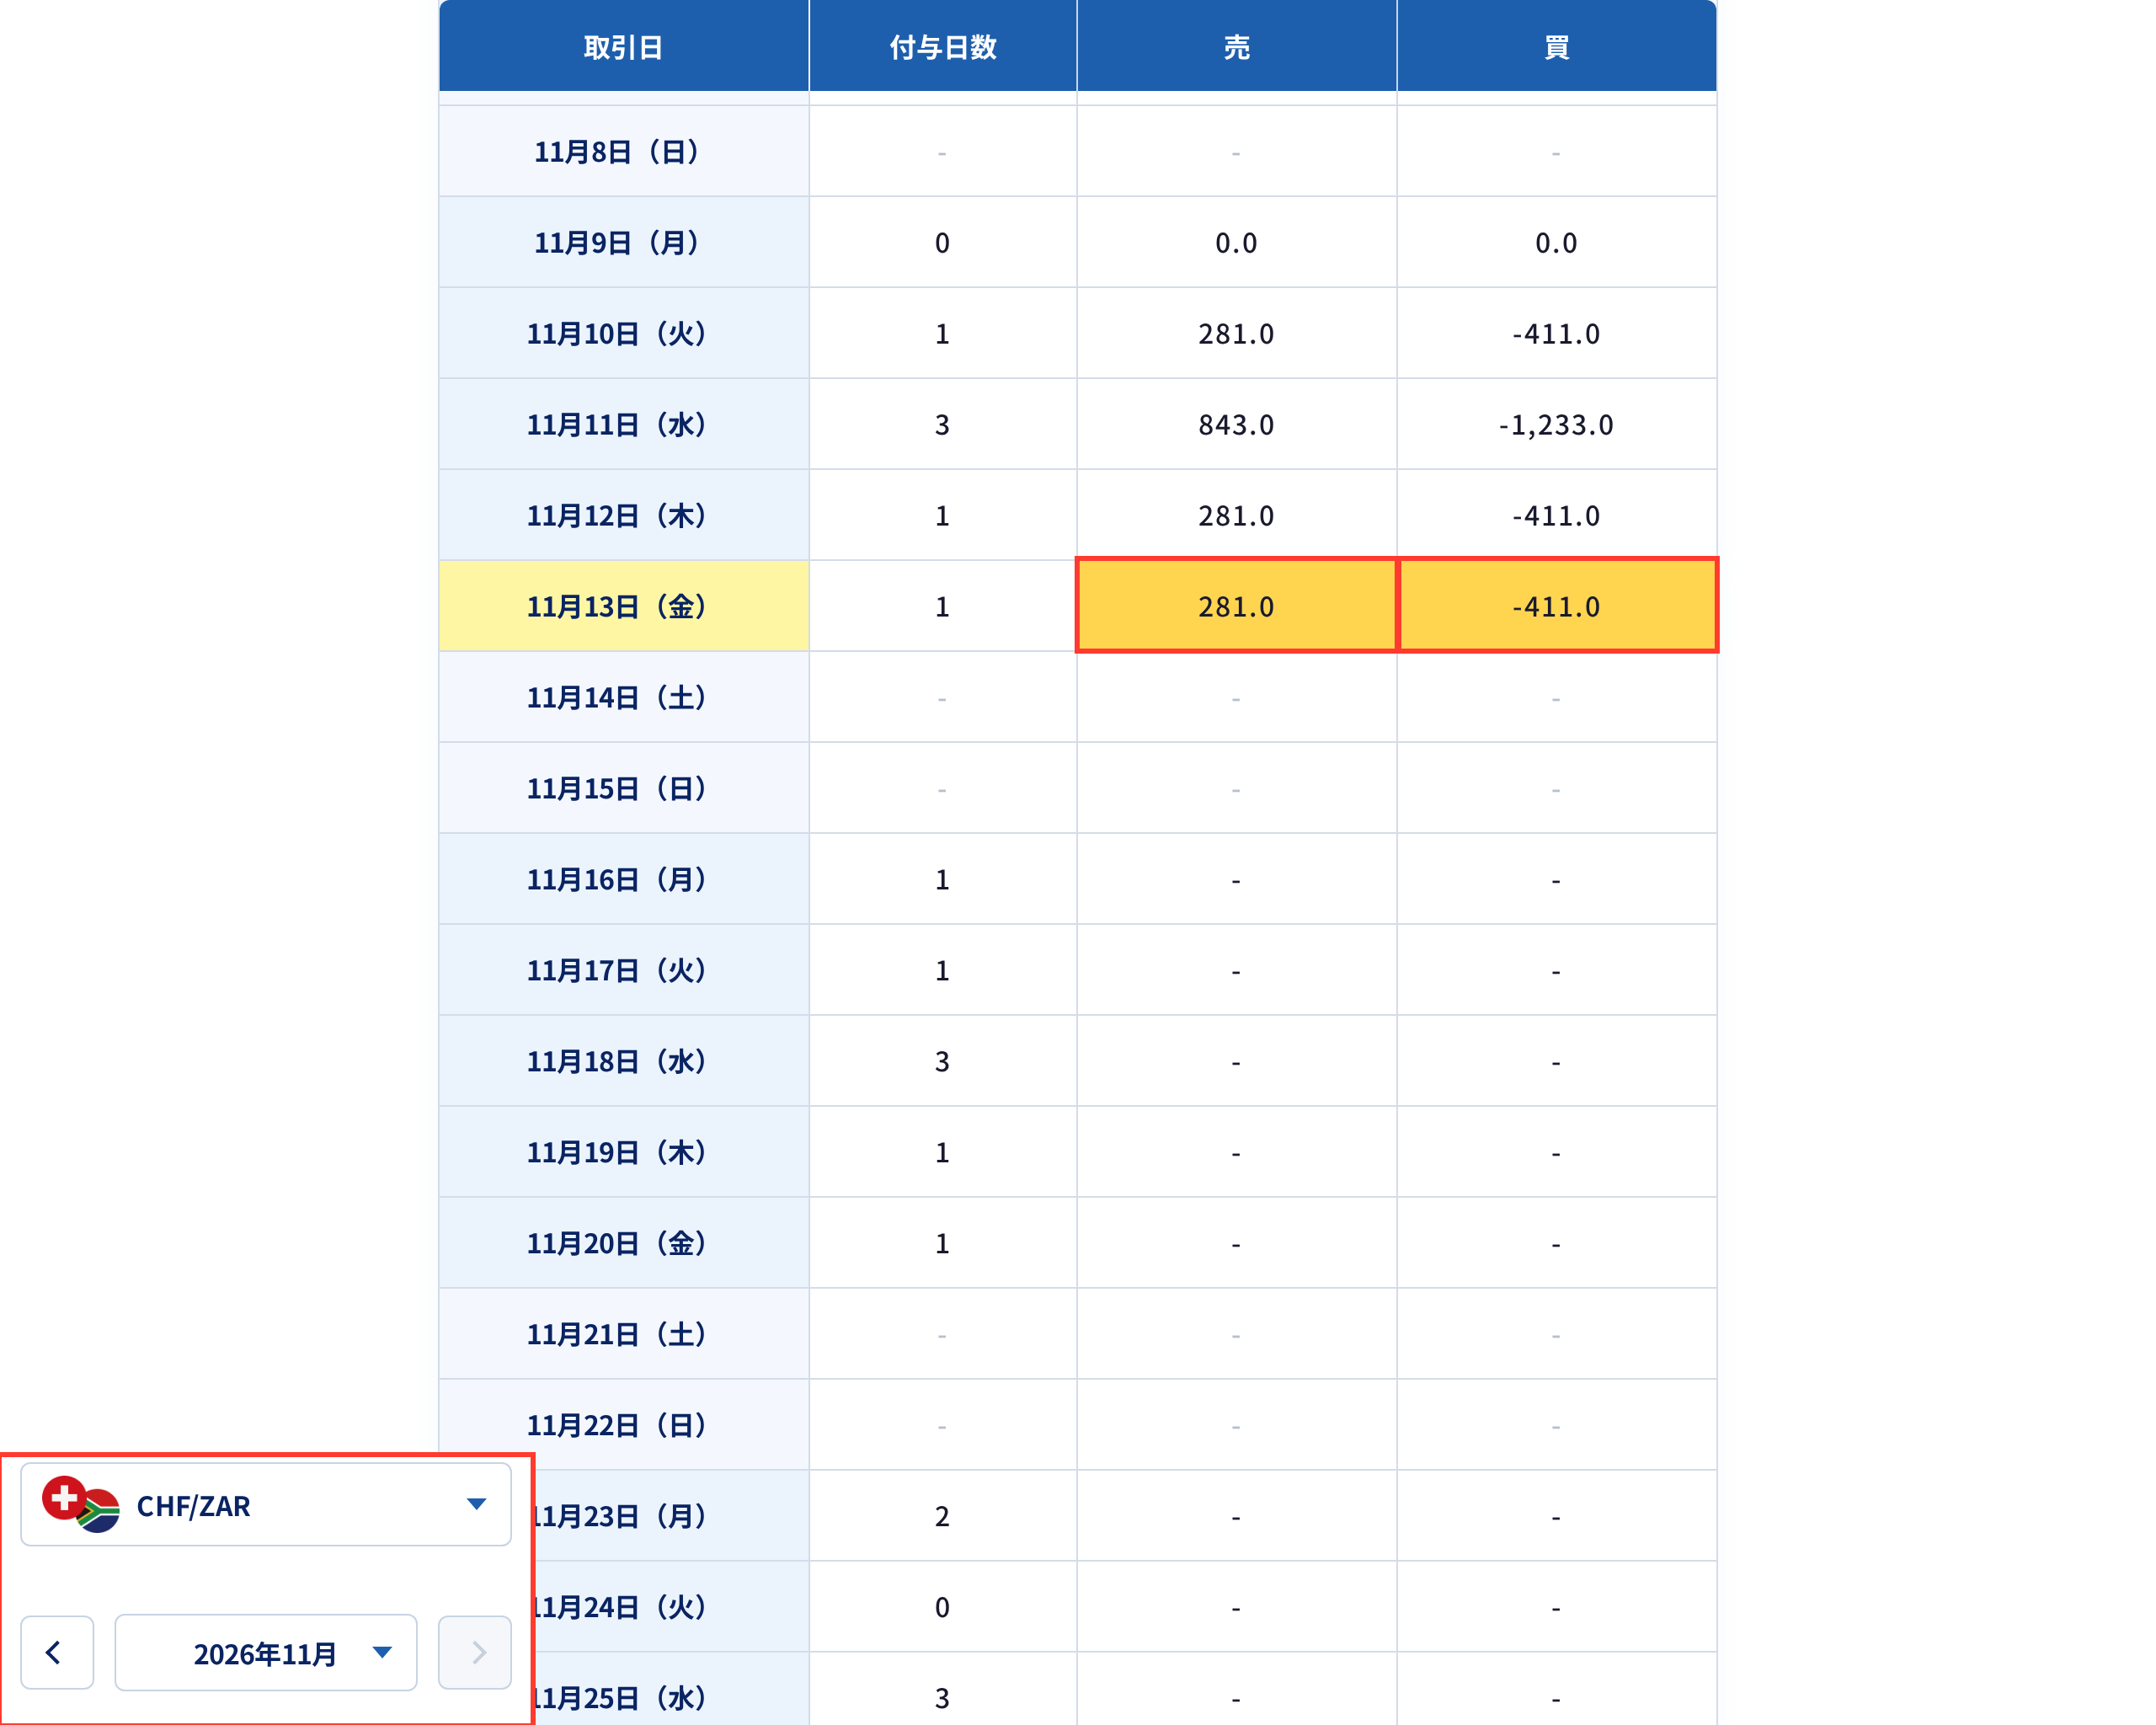 取引日 付与日数 売 買
11月8日（日） - - -
11月9日（月） 0 0.0 0.0
11月10日（火） 1 281.0 -411.0
11月11日（水） 3 843.0 -1,233.0
11月12日（木） 1 281.0 -411.0
11月13日（金） 1 281.0 -411.0
11月14日（土） - - -
11月15日（日） - - -
11月16日（月） 1 - -
11月17日（火） 1 - -
11月18日（水） 3 - -
11月19日（木） 1 - -
11月20日（金） 1 - -
11月21日（土） - - -
11月22日（日） - - -
11月23日（月） 2 - -
11月24日（火） 0 - -
11月25日（水） 3 - -
CHF/ZAR
2026年11月